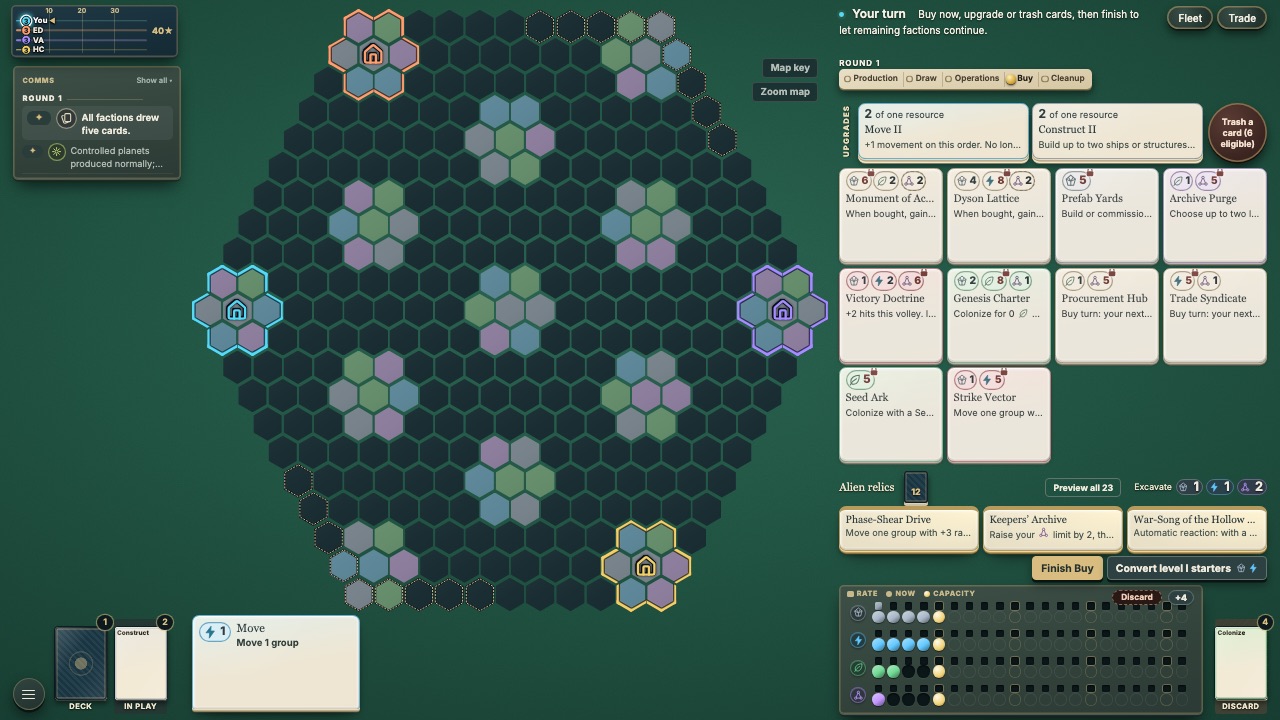 10 20 30
3 You
3 ED
3 VA
3 HC
40★
COMMS
Show all
ROUND 1
All factions drew
five cards.
Controlled planets
produced normally;...
Map key
Zoom map
Your turn Buy now, upgrade or trash cards, then finish to
let remaining factions continue.
Fleet
Trade
ROUND 1
Production
Draw
Operations
Buy
Cleanup
UPGRADES
2 of one resource
Move II
+1 movement on this order. No lon...
2 of one resource
Construct II
Build up to two ships or structures...
Trash a
card (6
eligible)
6 2 2
Monument of Ac...
When bought, gain...
4 8 2
Dyson Lattice
When bought, gain...
5
Prefab Yards
Build or commissio...
1 5
Archive Purge
Choose up to two l...
1 2 6
Victory Doctrine
+2 hits this volley. I...
2 8 1
Genesis Charter
Colonize for 0 ...
1 5
Procurement Hub
Buy turn: your next...
5 1
Trade Syndicate
Buy turn: your next...
5
Seed Ark
Colonize with a Se...
1 5
Strike Vector
Move one group w...
Alien relics
12
Preview all 23
Excavate 1 1 2
Phase-Shear Drive
Move one group with +3 ra...
Keepers' Archive
Raise your limit by 2, th...
War-Song of the Hollow ...
Automatic reaction: with a ...
Finish Buy
Convert level I starters
RATE NOW CAPACITY
Discard
+4
1
DECK
2
Construct
IN PLAY
1
Move
Move 1 group
4
Colonize
DISCARD